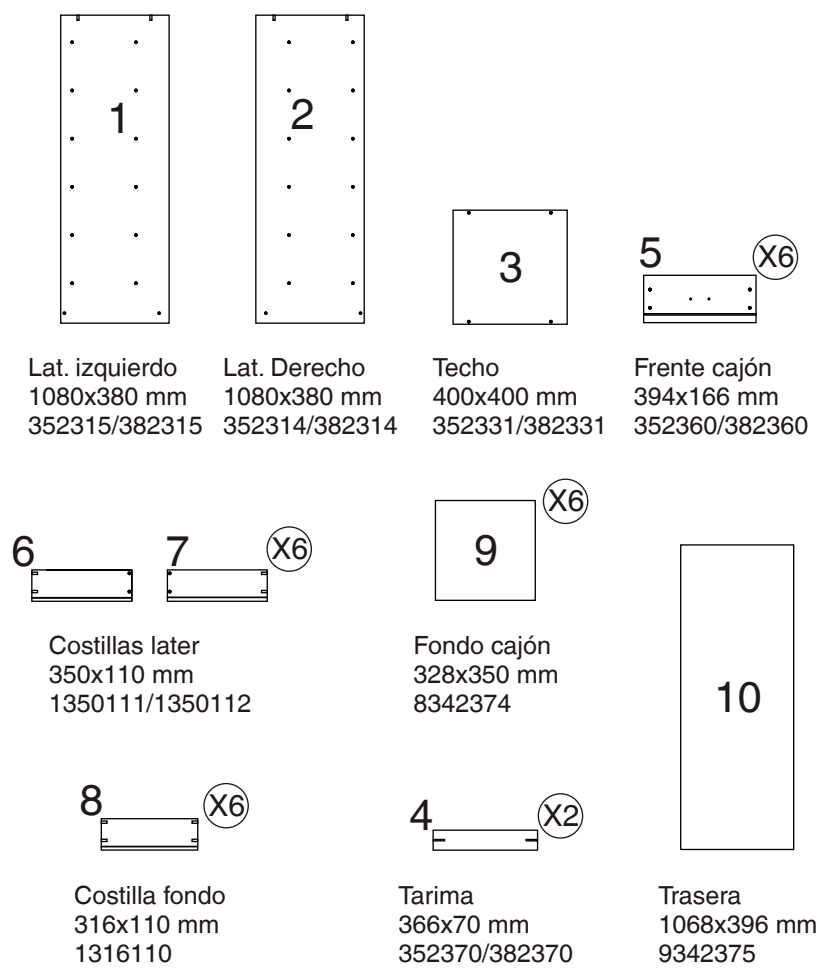 1
2
3
5
X6
Lat. izquierdo
1080x380 mm
352315/382315
Lat. Derecho
1080x380 mm
352314/382314
Techo
400x400 mm
352331/382331
Frente cajón
394x166 mm
352360/382360
6
7
X6
Costillas later
350x110 mm
1350111/1350112
9
X6
Fondo cajón
328x350 mm
8342374
10
Trasera
1068x396 mm
9342375
8
X6
Costilla fondo
316x110 mm
1316110
4
X2
Tarima
366x70 mm
352370/382370